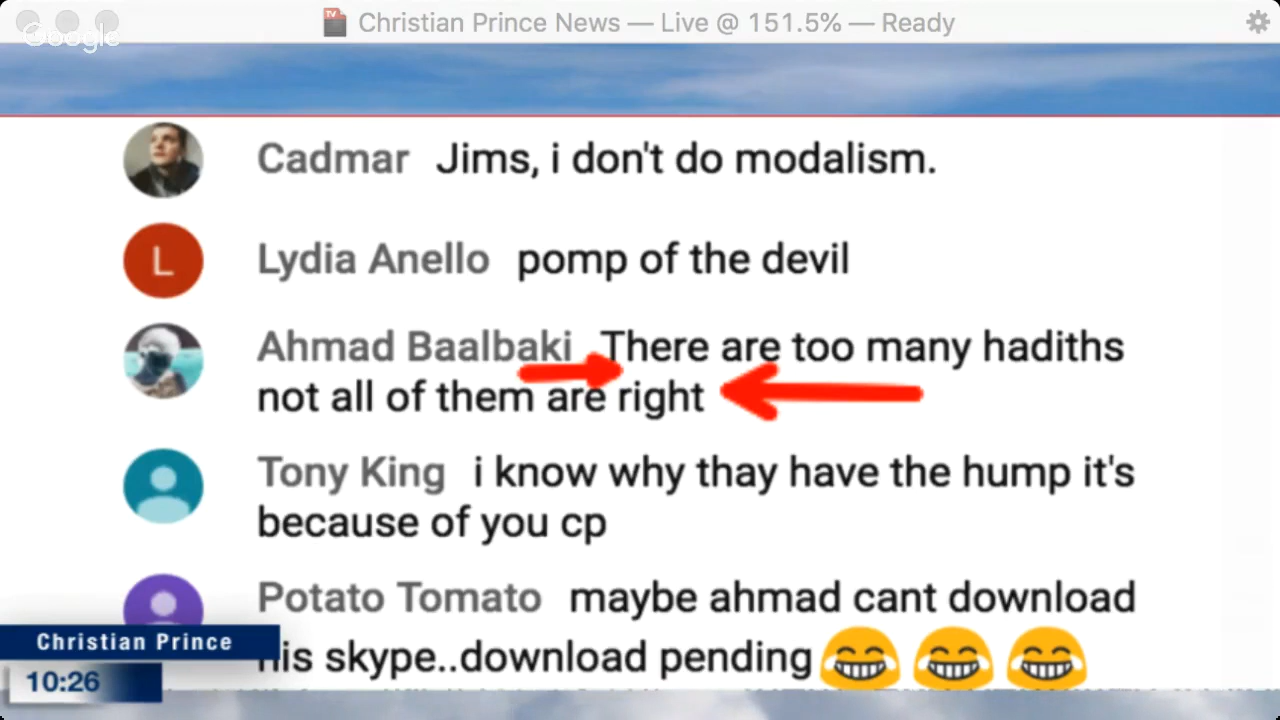 Google
TV
Christian Prince News — Live @ 151.5% — Ready
Cadmar Jims, i don't do modalism.
L
Lydia Anello pomp of the devil
Ahmad Baalbaki There are too many hadiths
not all of them are right
Tony King i know why thay have the hump it's
because of you cp
Potato Tomato maybe ahmad cant download
his skype..download pending
Christian Prince
10:26